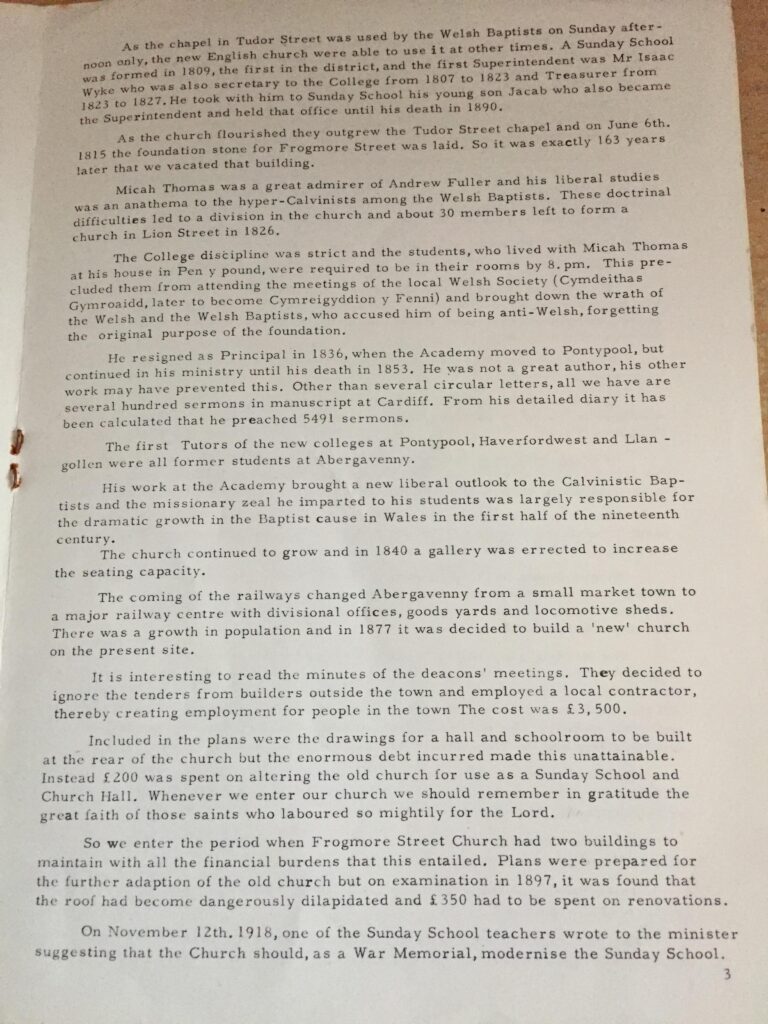 As the chapel in Tudor Street was used by the Welsh Baptists on Sunday after-
noon only, the new English church were able to use it at other times. A Sunday School
was formed in 1809, the first in the district, and the first Superintendent was Mr Isaac
Wyke who was also secretary to the College from 1807 to 1823 and Treasurer from
1823 to 1827. He took with him to Sunday School his young son Jacab who also became
the Superintendent and held that office until his death in 1890.
As the church flourished they outgrew the Tudor Street chapel and on June 6th.
1815 the foundation stone for Frogmore Street was laid. So it was exactly 163 years
later that we vacated that building.
Micah Thomas was a great admirer of Andrew Fuller and his liberal studies
was an anathema to the hyper-Calvinists among the Welsh Baptists. These doctrinal
difficulties led to a division in the church and about 30 members left to form a
church in Lion Street in 1826.
The College discipline was strict and the students, who lived with Micah Thomas
at his house in Pen y pound, were required to be in their rooms by 8. pm. This pre-
cluded them from attending the meetings of the local Welsh Society (Cymdeithas
Gymroaidd, later to become Cymreigyddion y Fenni) and brought down the wrath of
the Welsh and the Welsh Baptists, who accused him of being anti-Welsh, forgetting
the original purpose of the foundation.
He resigned as Principal in 1836, when the Academy moved to Pontypool, but
continued in his ministry until his death in 1853. He was not a great author, his other
work may have prevented this. Other than several circular letters, all we have are
several hundred sermons in manuscript at Cardiff. From his detailed diary it has
been calculated that he preached 5491 sermons.
The first Tutors of the new colleges at Pontypool, Haverfordwest and Llan -
gollen were all former students at Abergavenny.
His work at the Academy brought a new liberal outlook to the Calvinistic Bap-
tists and the missionary zeal he imparted to his students was largely responsible for
the dramatic growth in the Baptist cause in Wales in the first half of the nineteenth
century.
The church continued to grow and in 1840 a gallery was errected to increase
the seating capacity.
The coming of the railways changed Abergavenny from a small market town to
a major railway centre with divisional offices, goods yards and locomotive sheds.
There was a growth in population and in 1877 it was decided to build a 'new' church
on the present site.
It is interesting to read the minutes of the deacons' meetings. They decided to
ignore the tenders from builders outside the town and employed a local contractor,
thereby creating employment for people in the town The cost was £3, 500.
Included in the plans were the drawings for a hall and schoolroom to be built
at the rear of the church but the enormous debt incurred made this unattainable.
Instead £200 was spent on altering the old church for use as a Sunday School and
Church Hall. Whenever we enter our church we should remember in gratitude the
great faith of those saints who laboured so mightily for the Lord.
So we enter the period when Frogmore Street Church had two buildings to
maintain with all the financial burdens that this entailed. Plans were prepared for
the further adaption of the old church but on examination in 1897, it was found that
the roof had become dangerously dilapidated and £350 had to be spent on renovations.
On November 12th. 1918, one of the Sunday School teachers wrote to the minister
suggesting that the Church should, as a War Memorial, modernise the Sunday School.
3